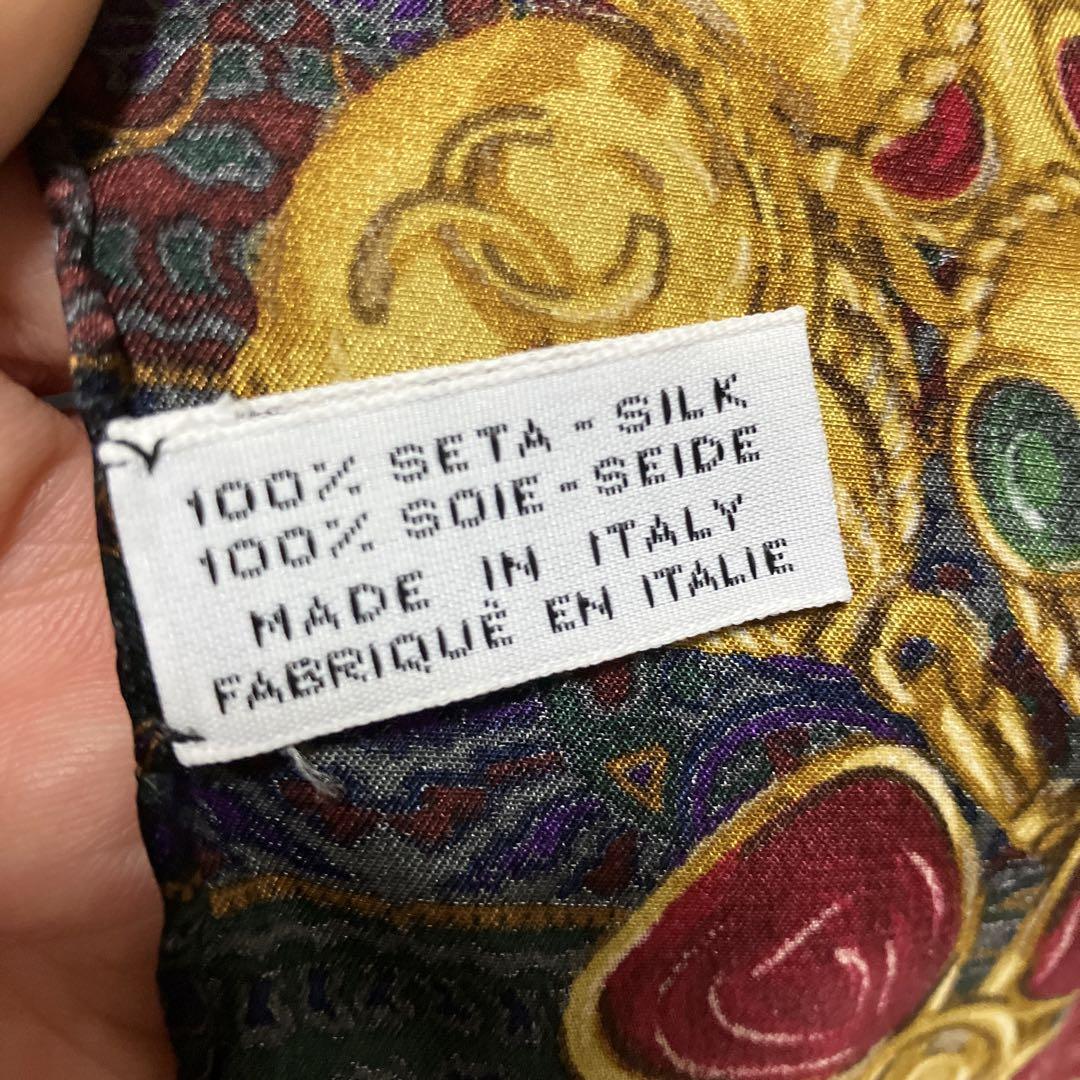 100% SETA-SILK
100% SOIE-SEIDE
MADE IN ITALY
FABRIQUÉ EN ITALIE